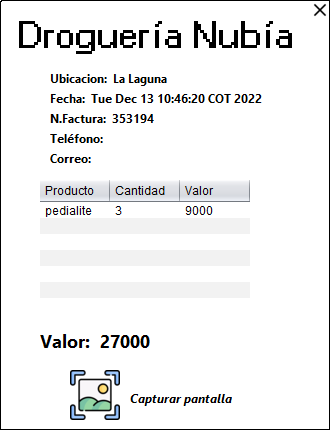 Droguería Nubía
Ubicacion: La Laguna
Fecha: Tue Dec 13 10:46:20 COT 2022
N.Factura: 353194
Teléfono:
Correo:
Producto Cantidad Valor
pedialite 3 9000
Valor: 27000
Capturar pantalla